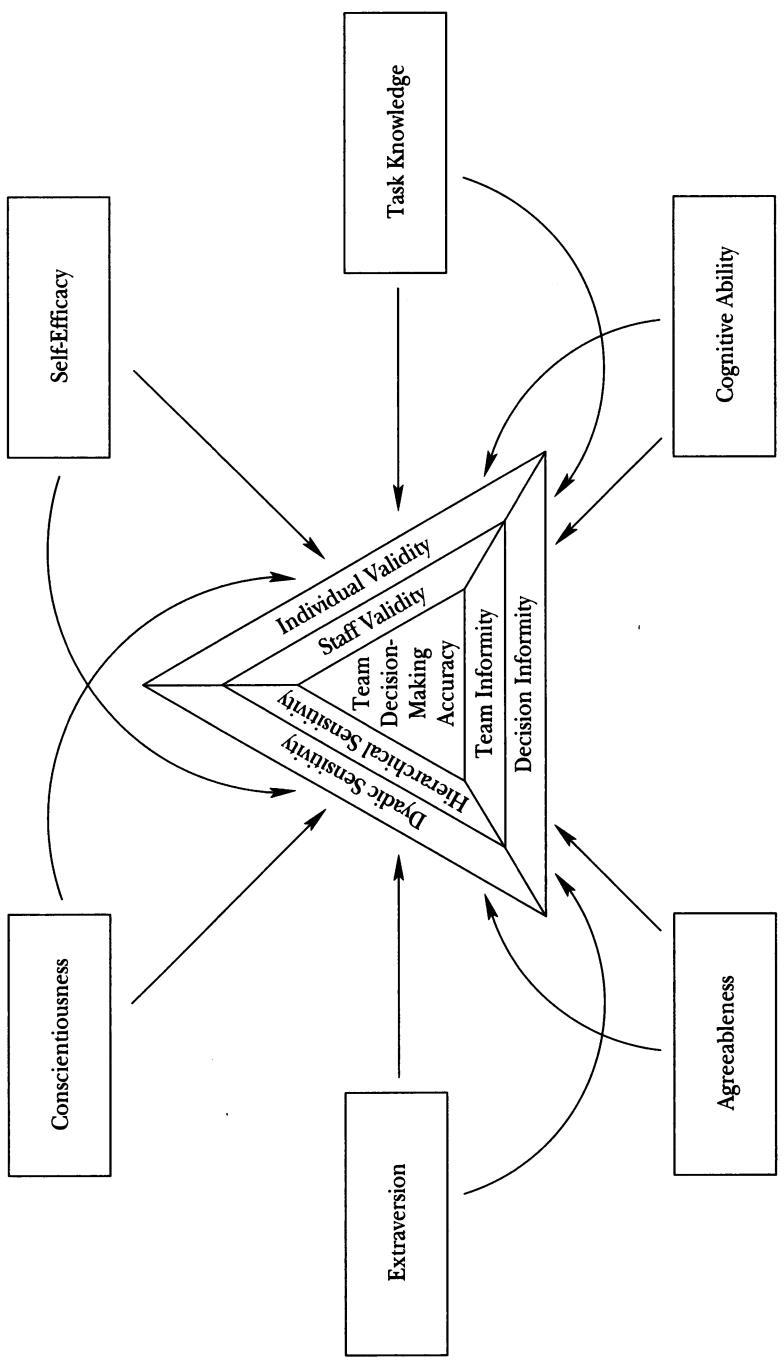 Conscientiousness
Self-Efficacy
Extraversion
Task Knowledge
Agreeableness
Cognitive Ability
Dyadic Sensitivity
Hierarchical Sensitivity
Individual Validity
Staff Validity
Team
Decision-
Making
Accuracy
Team Informity
Decision Informity